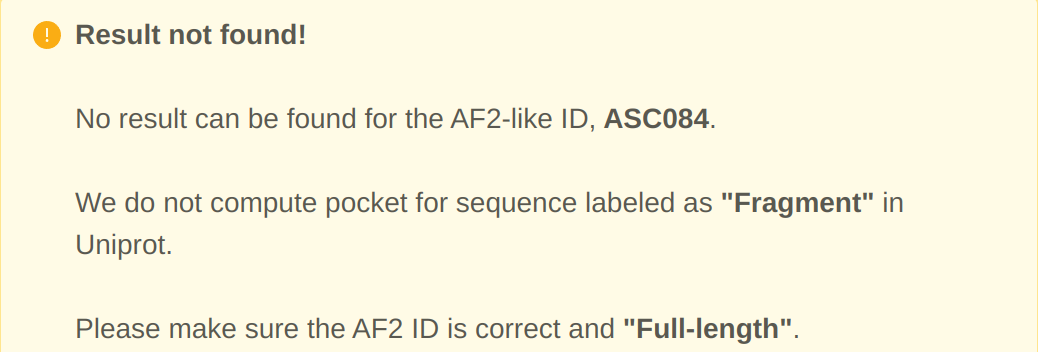 Result not found!
No result can be found for the AF2-like ID, ASC084.
We do not compute pocket for sequence labeled as "Fragment" in
Uniprot.
Please make sure the AF2 ID is correct and "Full-length".